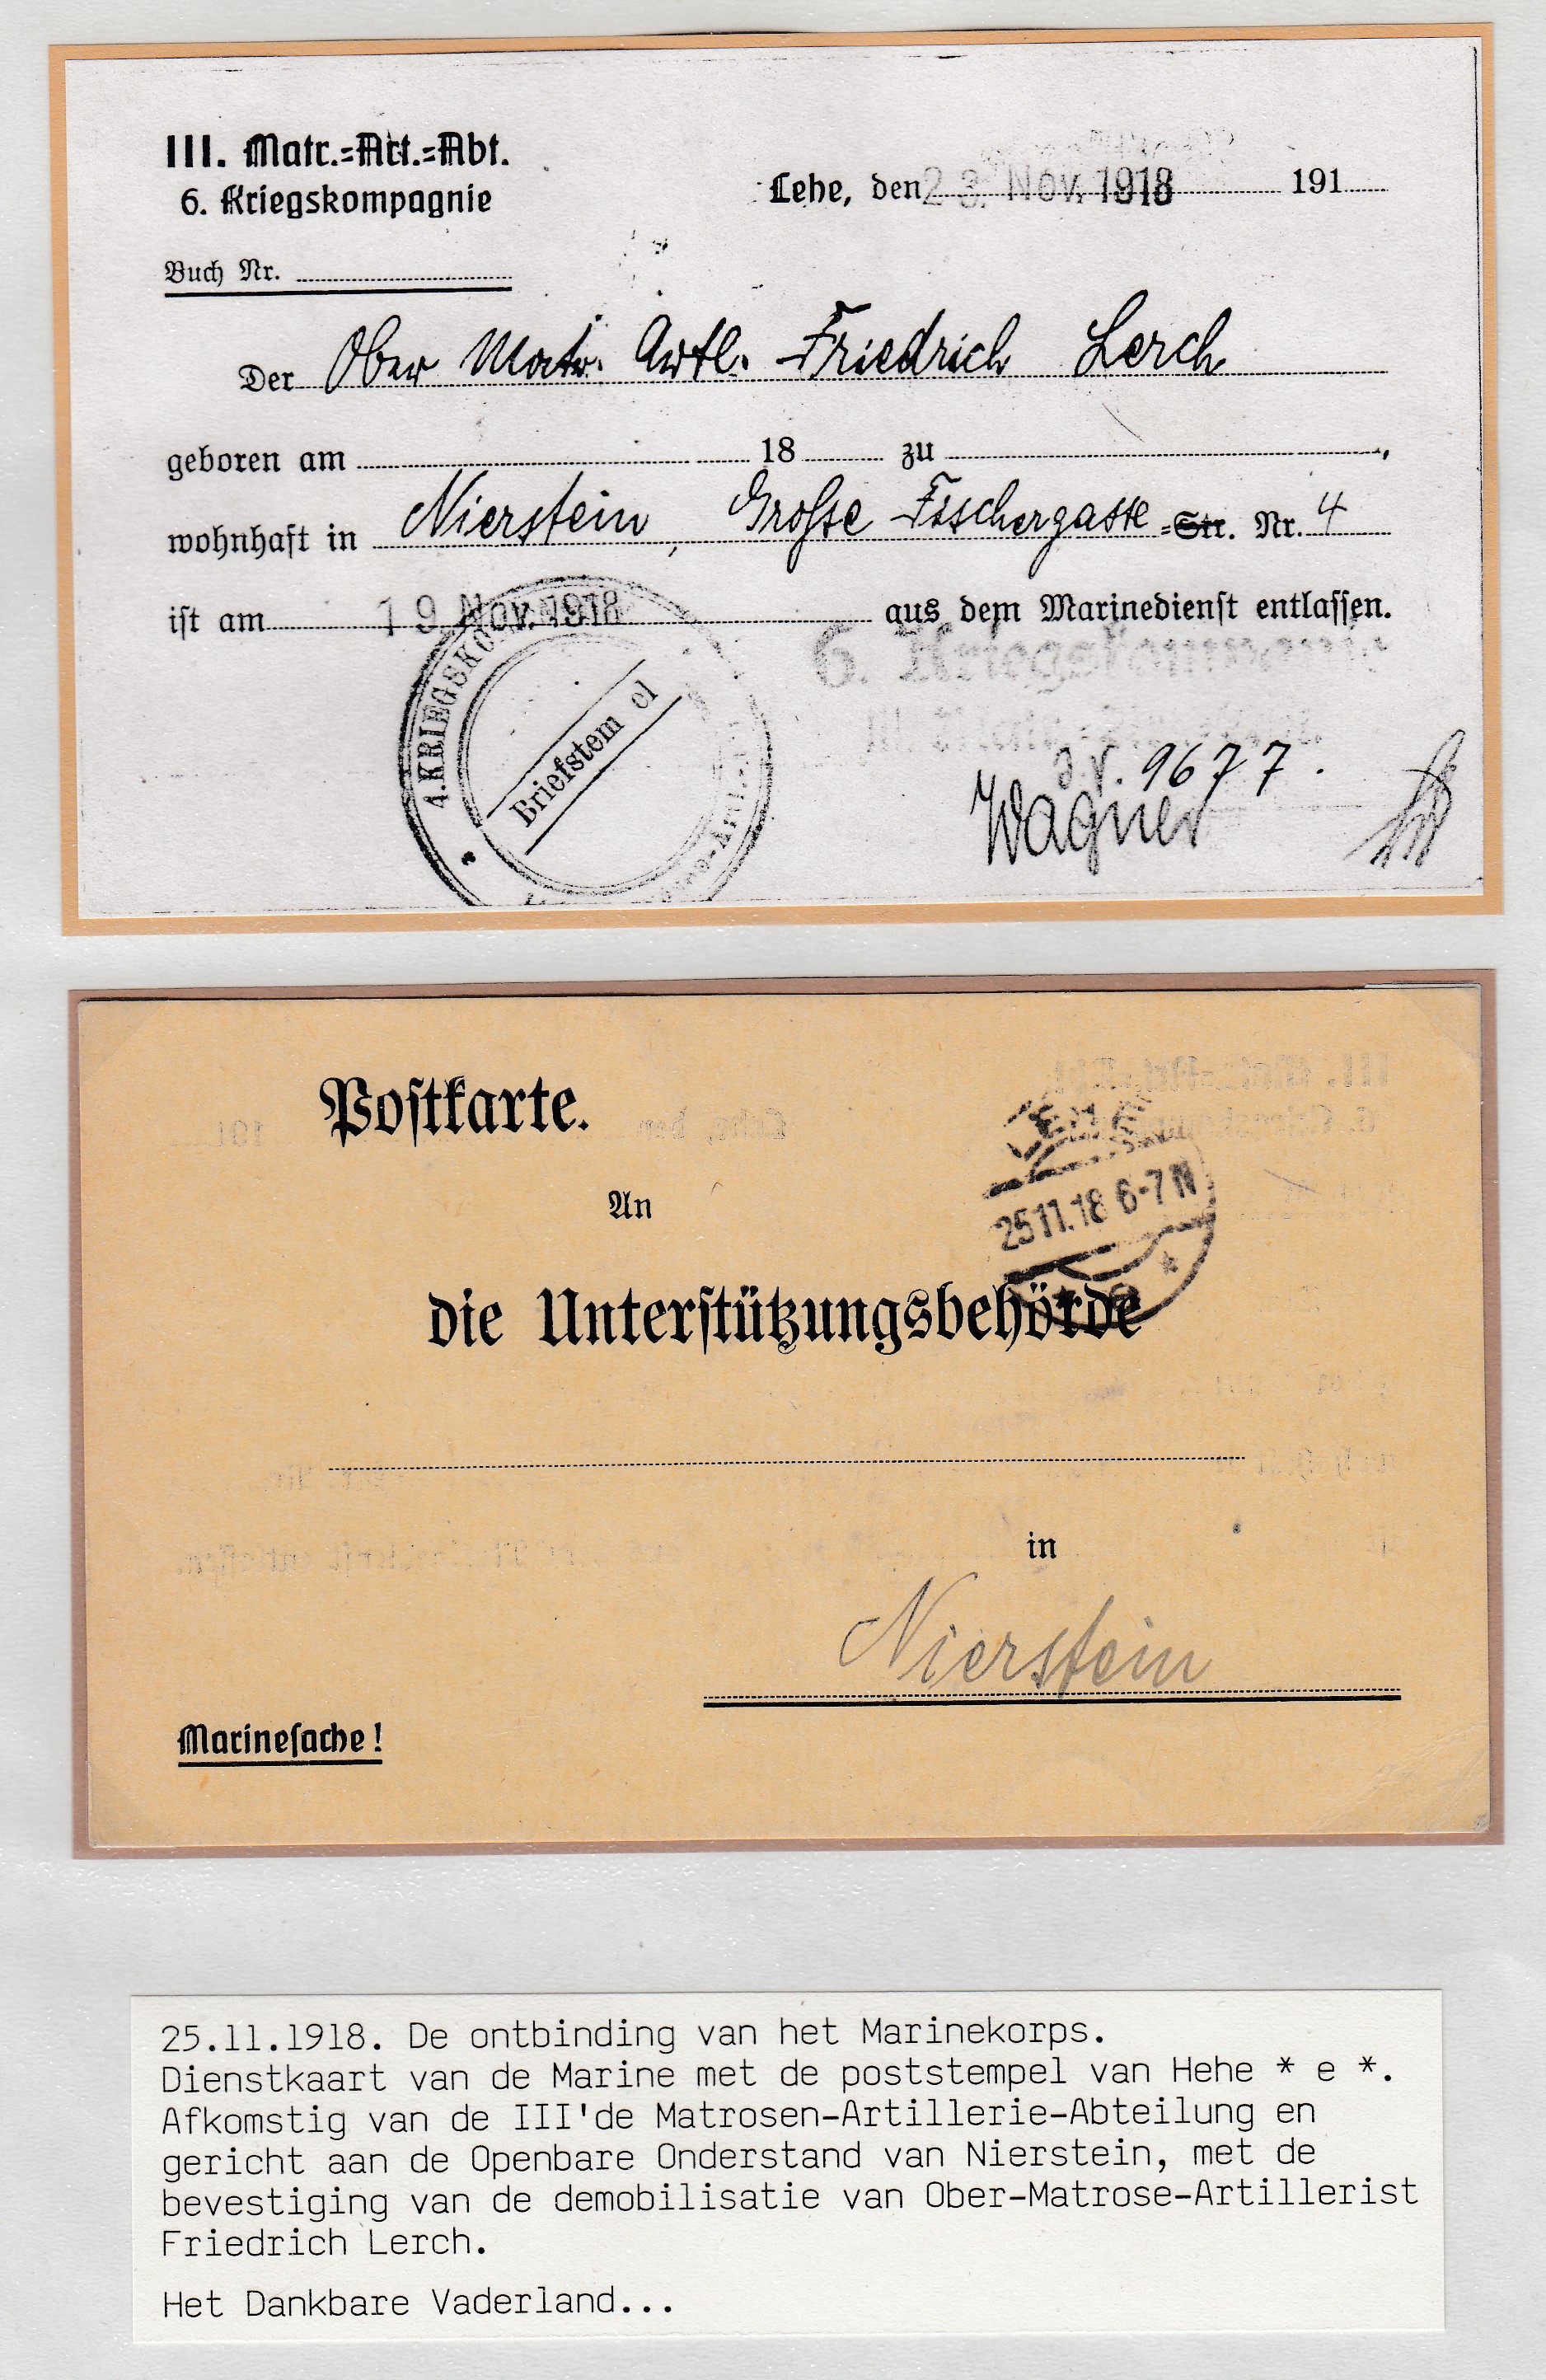 III. Matr.=Art.=Abt.
6. Kriegskompagnie
Lehe, den 23. Nov. 1918 191
Buch Nr.
Der Ober Matr. Artl. Friedrich Lerch
geboren am 18 zu ,
wohnhaft in Nierstein, Grosse Fischergasse =Str. Nr. 4
ist am 19. Nov. 1918 aus dem Marinedienst entlassen.
6. Kriegskompagnie
4. KRIEGSKO
Briefstem el
9677.
Wagner
Postkarte.
An
LEHE
25.11.18 6-7 N
*
die Unterstützungsbehörde
in
Nierstein
Marinesache!
25.11.1918. De ontbinding van het Marinekorps.
Dienstkaart van de Marine met de poststempel van Hehe * e *.
Afkomstig van de III'de Matrosen-Artillerie-Abteilung en
gericht aan de Openbare Onderstand van Nierstein, met de
bevestiging van de demobilisatie van Ober-Matrose-Artillerist
Friedrich Lerch.
Het Dankbare Vaderland...